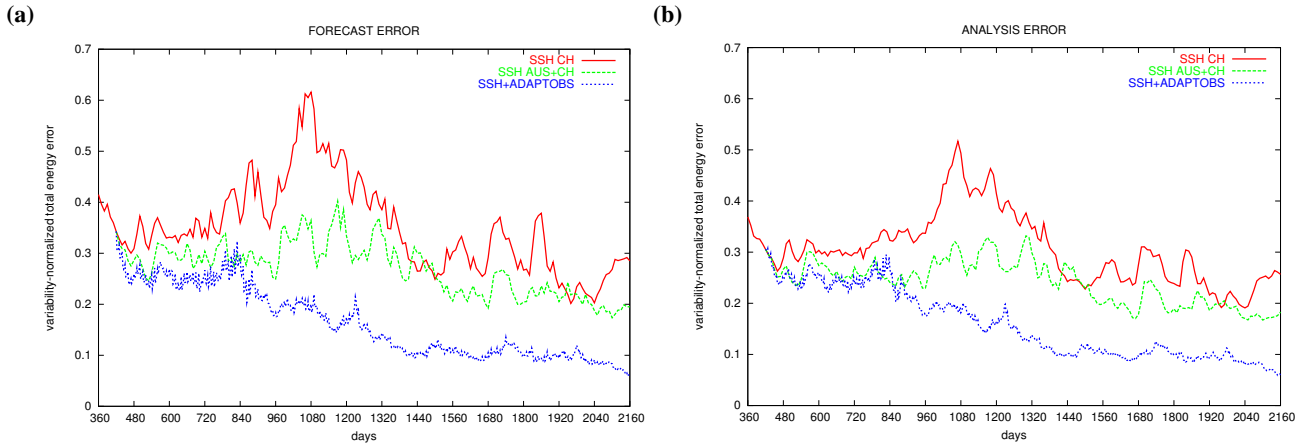 (a)
FORECAST ERROR
SSH CH
SSH AUS+CH
SSH+ADAPTOBS
variability-normalized total energy error
0.7
0.6
0.5
0.4
0.3
0.2
0.1
0
360 480 600 720 840 960 1080 1200 1320 1440 1560 1680 1800 1920 2040 2160
days
(b)
ANALYSIS ERROR
SSH CH
SSH AUS+CH
SSH+ADAPTOBS
variability-normalized total energy error
0.7
0.6
0.5
0.4
0.3
0.2
0.1
0
360 480 600 720 840 960 1080 1200 1320 1440 1560 1680 1800 1920 2040 2160
days